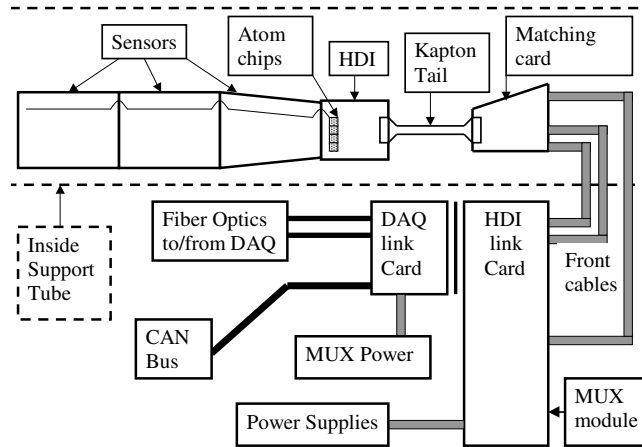 Sensors
Atom
chips
HDI
Kapton
Tail
Matching
card
Fiber Optics
to/from DAQ
DAQ
link
Card
HDI
link
Card
Inside
Support
Tube
Front
cables
CAN
Bus
MUX Power
Power Supplies
MUX
module